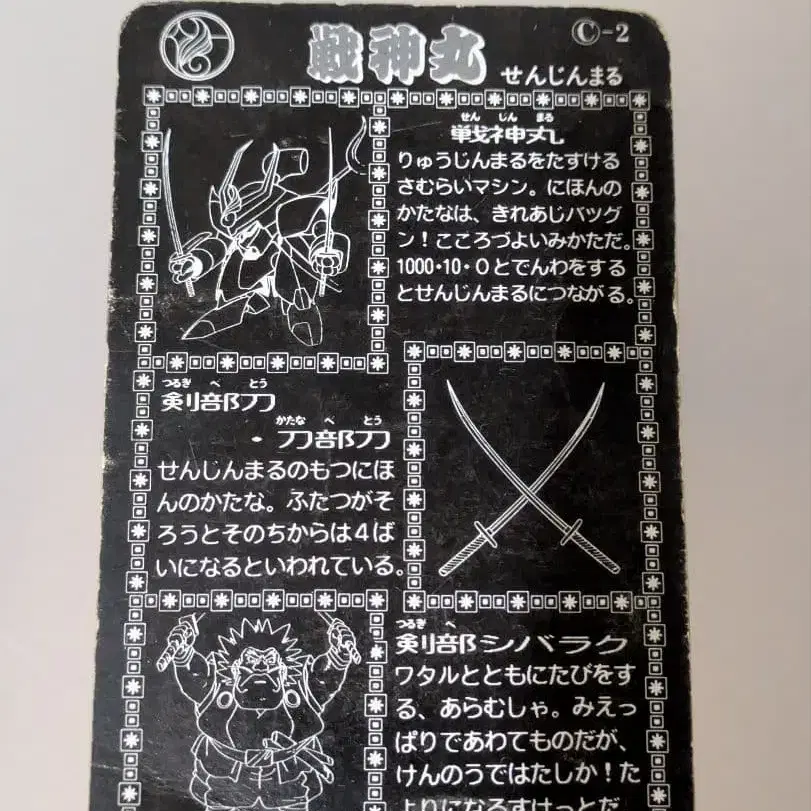 戦神丸 せんじんまる Ⓒ-2
せん じん まる
戦神丸
りゅうじんまるをたすける
さむらいマシン。にほんの
かたなは、きれあじバツグ
ン！こころづよいみかただ。
1000・10・0とでんわをする
とせんじんまるにつながる。
つるぎ べ とう
剣部刀
かたな べ とう
・刀部刀
せんじんまるのもつにほ
んのかたな。ふたつがそ
ろうとそのちからは4ば
いになるといわれている。
つるぎ べ
剣部シバラク
ワタルとともにたびをす
る、あらむしゃ。みえっ
ぱりであわてものだが、
けんのうではたしか！た
よりになるすけっとだ